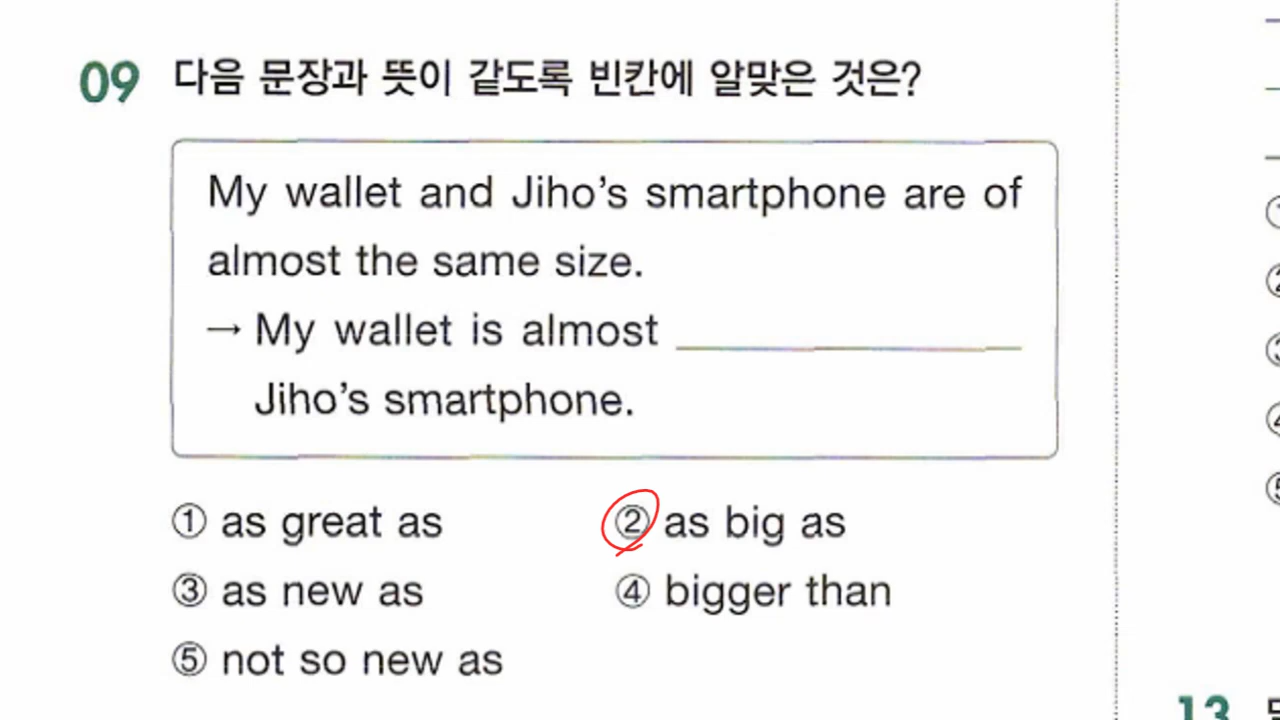 09 다음 문장과 뜻이 같도록 빈칸에 알맞은 것은?
My wallet and Jiho's smartphone are of
almost the same size.
→ My wallet is almost ____________
Jiho's smartphone.
① as great as ② as big as
③ as new as ④ bigger than
⑤ not so new as
13